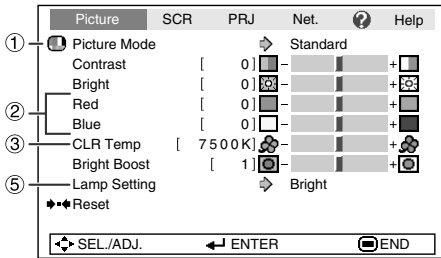 Picture SCR PRJ Net. Help
① Picture Mode Standard
Contrast [ 0] - +
Bright [ 0] - +
② Red [ 0] - +
Blue [ 0] - +
③ CLR Temp [ 7500K] - +
Bright Boost [ 1] - +
⑤ Lamp Setting Bright
Reset
SEL./ADJ. ENTER END